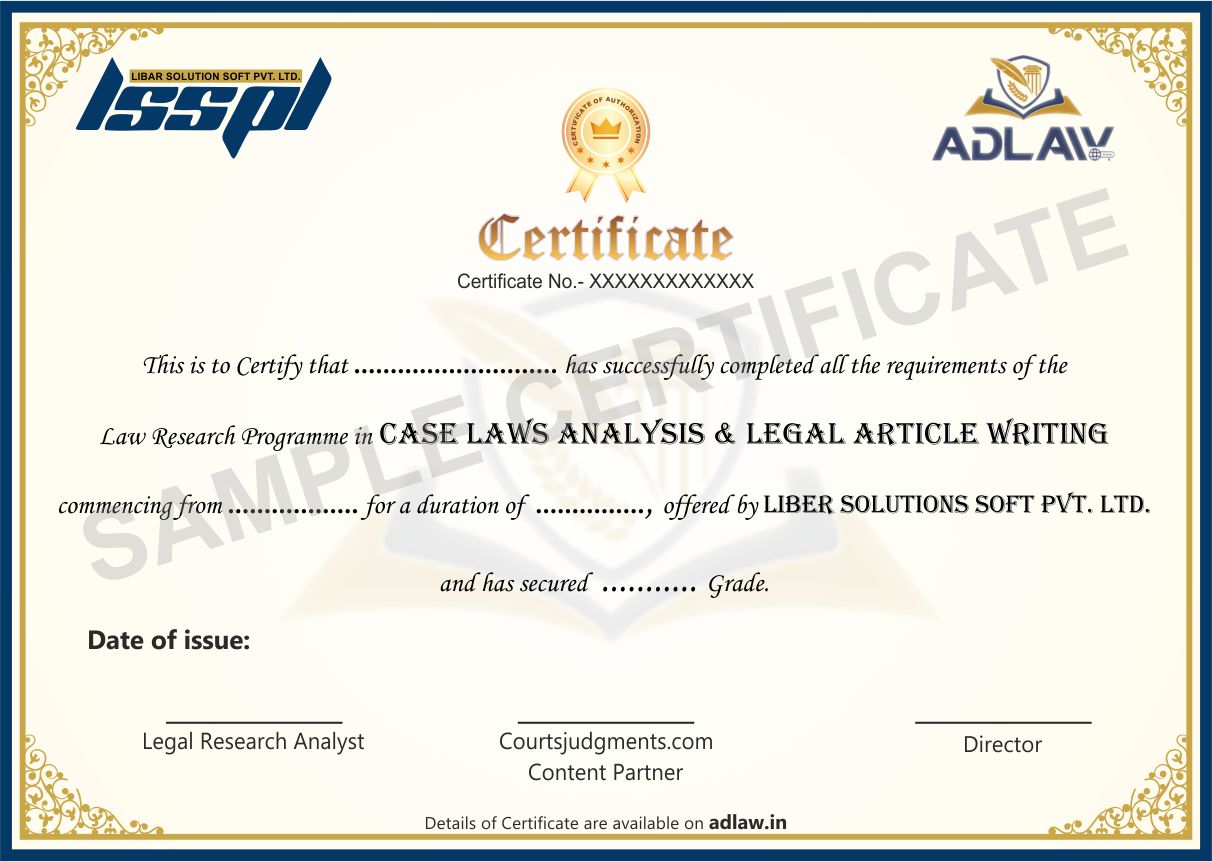 LIBAR SOLUTION SOFT PVT. LTD.
lsspl
CERTIFICATE OF AUTHORIZATION
ADLAW
Certificate
Certificate No.- XXXXXXXXXXXXX
SAMPLE CERTIFICATE
This is to Certify that ............................ has successfully completed all the requirements of the
Law Research Programme in CASE LAWS ANALYSIS & LEGAL ARTICLE WRITING
commencing from .................. for a duration of ..............., offered by LIBER SOLUTIONS SOFT PVT. LTD.
and has secured ........... Grade.
Date of issue:
Legal Research Analyst
Courtsjudgments.com
Content Partner
Director
Details of Certificate are available on adlaw.in